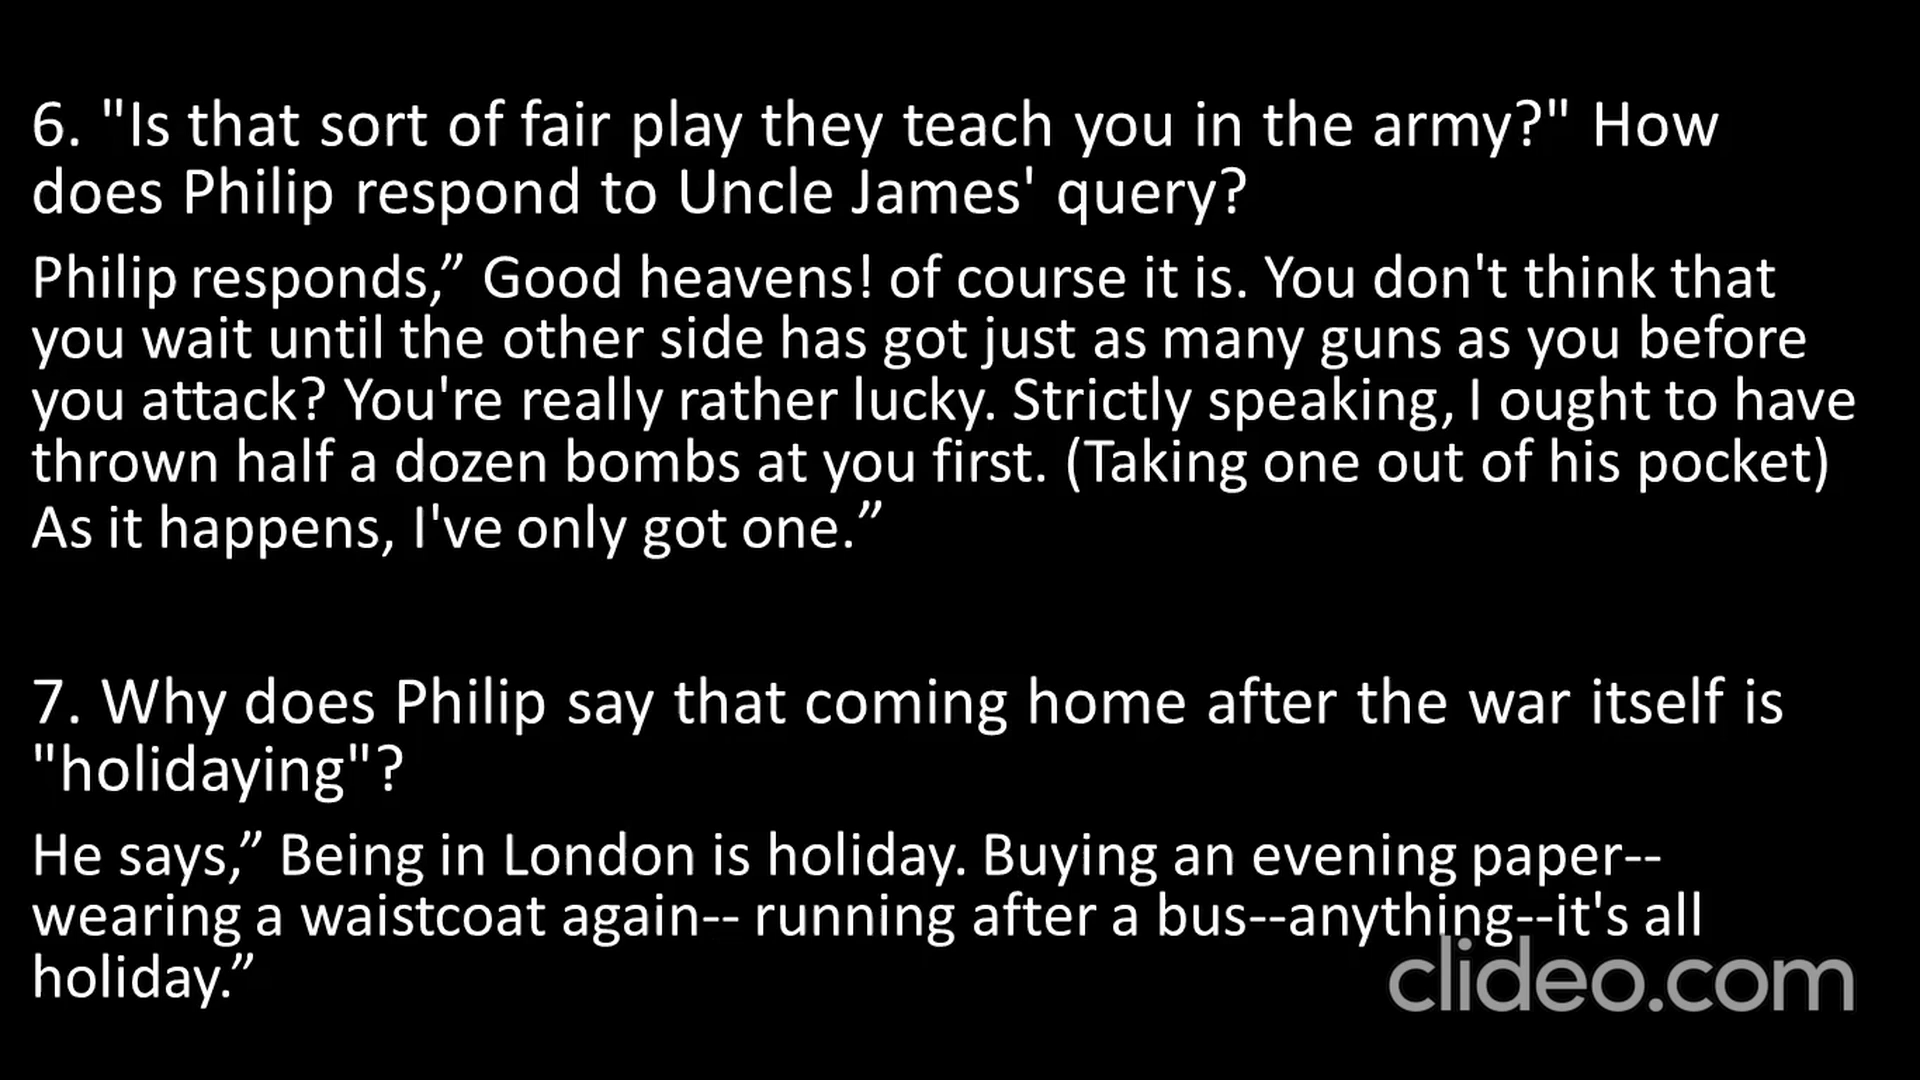 6. "Is that sort of fair play they teach you in the army?" How
does Philip respond to Uncle James' query?
Philip responds,” Good heavens! of course it is. You don't think that
you wait until the other side has got just as many guns as you before
you attack? You're really rather lucky. Strictly speaking, I ought to have
thrown half a dozen bombs at you first. (Taking one out of his pocket)
As it happens, I've only got one.”
7. Why does Philip say that coming home after the war itself is
"holidaying"?
He says,” Being in London is holiday. Buying an evening paper--
wearing a waistcoat again-- running after a bus--anything--it's all
holiday.”
clideo.com